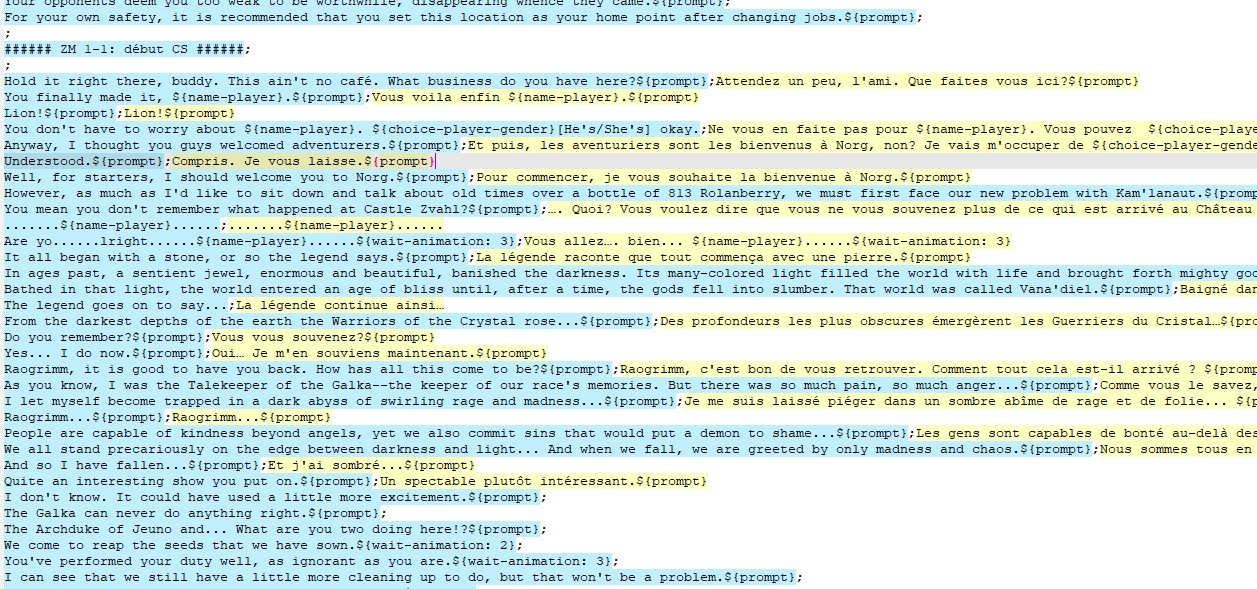 Your opponents deem you too weak to be worthwhile, disappearing whence they came.${prompt};
For your own safety, it is recommended that you set this location as your home point after changing jobs.${prompt};
;
###### ZM 1-1: début CS ######;
;
Hold it right there, buddy. This ain't no café. What business do you have here?${prompt};Attendez un peu, l'ami. Que faites vous ici?${prompt}
You finally made it, ${name-player}.${prompt};Vous voila enfin ${name-player}.${prompt}
Lion!${prompt};Lion!${prompt}
You don't have to worry about ${name-player}. ${choice-player-gender}[He's/She's] okay.;Ne vous en faite pas pour ${name-player}. Vous pouvez  ${choice-playe
Anyway, I thought you guys welcomed adventurers.${prompt};Et puis, les aventuriers sont les bienvenus à Norg, non? Je vais m'occuper de ${choice-player-gende
Understood.${prompt};Compris. Je vous laisse.${prompt}
Well, for starters, I should welcome you to Norg.${prompt};Pour commencer, je vous souhaite la bienvenue à Norg.${prompt}
However, as much as I'd like to sit down and talk about old times over a bottle of 813 Rolanberry, we must first face our new problem with Kam'lanaut.${prom
You mean you don't remember what happened at Castle Zvahl?${prompt};…. Quoi? Vous voulez dire que vous ne vous souvenez plus de ce qui est arrivé au Château
.......${name-player}......;.......${name-player}......
Are yo......lright......${name-player}......${wait-animation: 3};Vous allez…. bien... ${name-player}......${wait-animation: 3}
It all began with a stone, or so the legend says.${prompt};La légende raconte que tout commença avec une pierre.${prompt}
In ages past, a sentient jewel, enormous and beautiful, banished the darkness. Its many-colored light filled the world with life and brought forth mighty god
Bathed in that light, the world entered an age of bliss until, after a time, the gods fell into slumber. That world was called Vana'diel.${prompt};Baigné dan
The legend goes on to say...;La légende continue ainsi…
From the darkest depths of the earth the Warriors of the Crystal rose...${prompt};Des profondeurs les plus obscures émergèrent les Guerriers du Cristal…${pro
Do you remember?${prompt};Vous vous souvenez?${prompt}
Yes... I do now.${prompt};Oui… Je m'en souviens maintenant.${prompt}
Raogrimm, it is good to have you back. How has all this come to be?${prompt};Raogrimm, c'est bon de vous retrouver. Comment tout cela est-il arrivé ? ${promp
As you know, I was the Talekeeper of the Galka--the keeper of our race's memories. But there was so much pain, so much anger...${prompt};Comme vous le savez,
I let myself become trapped in a dark abyss of swirling rage and madness...${prompt};Je me suis laissé piéger dans un sombre abîme de rage et de folie... ${p
Raogrimm...${prompt};Raogrimm...${prompt}
People are capable of kindness beyond angels, yet we also commit sins that would put a demon to shame...${prompt};Les gens sont capables de bonté au-delà des
We all stand precariously on the edge between darkness and light... And when we fall, we are greeted by only madness and chaos.${prompt};Nous sommes tous en
And so I have fallen...${prompt};Et j'ai sombré...${prompt}
Quite an interesting show you put on.${prompt};Un spectable plutôt intéressant.${prompt}
I don't know. It could have used a little more excitement.${prompt};
The Galka can never do anything right.${prompt};
The Archduke of Jeuno and... What are you two doing here!?${prompt};
We come to reap the seeds that we have sown.${wait-animation: 2};
You've performed your duty well, as ignorant as you are.${wait-animation: 3};
I can see that we still have a little more cleaning up to do, but that won't be a problem.${prompt};